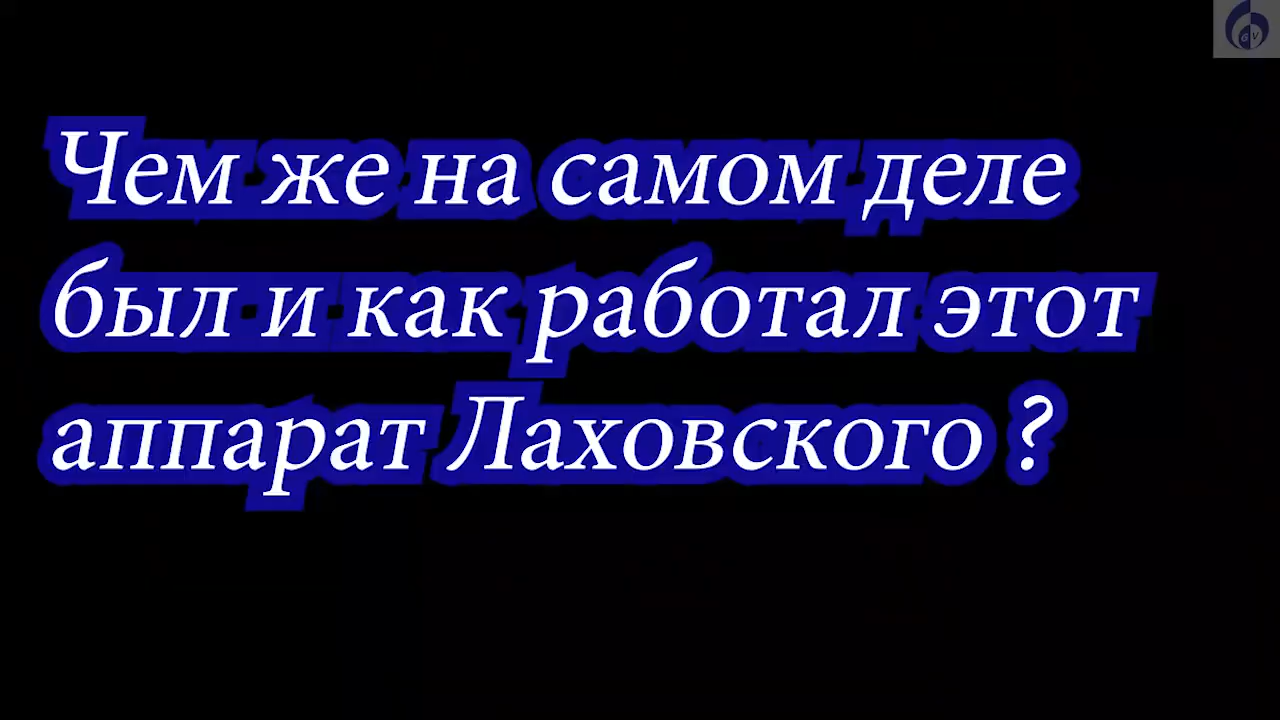 Чем же на самом деле
был и как работал этот
аппарат Лаховского ?